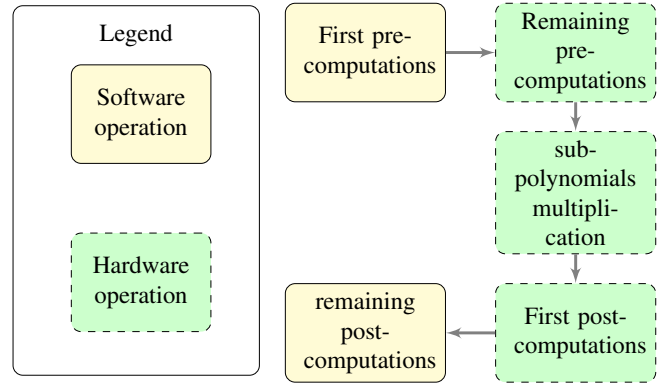 Legend
Software
operation
Hardware
operation
First pre-
computations
Remaining
pre-
computations
sub-
polynomials
multipli-
cation
First post-
computations
remaining
post-
computations